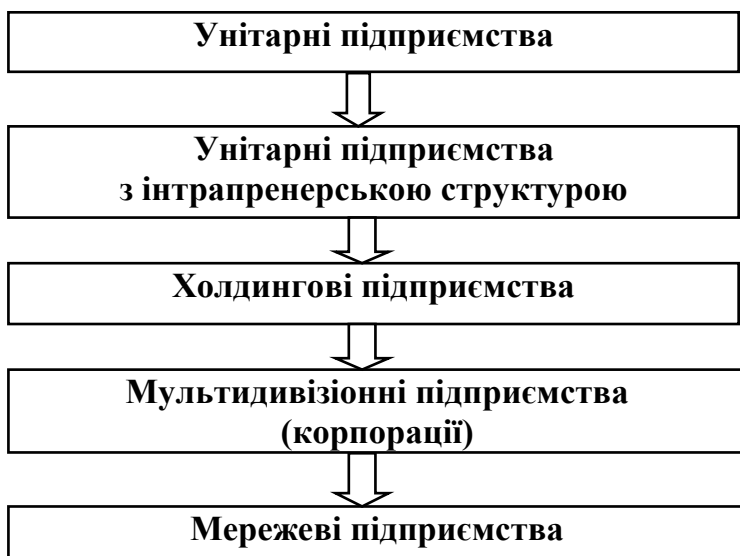 Унітарні підприємства
Унітарні підприємства
з інтрапренерською структурою
Холдингові підприємства
Мультидивізіонні підприємства
(корпорації)
Мережеві підприємства